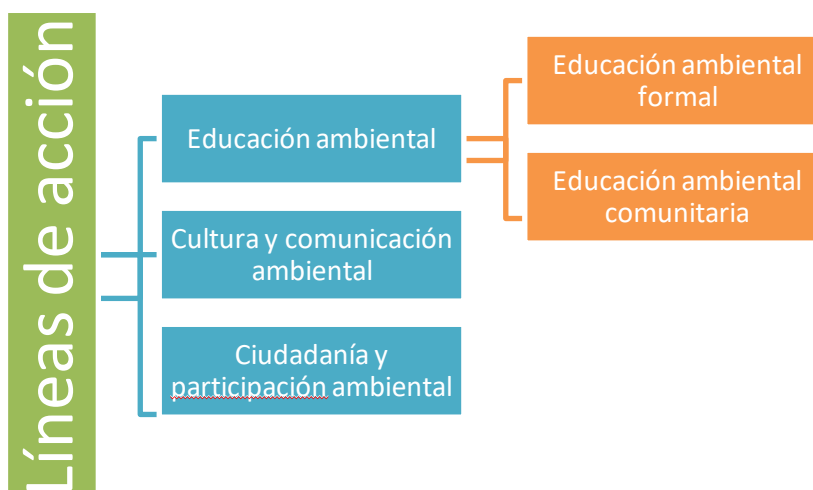 Líneas de acción
Educación ambiental
Cultura y comunicación
ambiental
Ciudadanía y
participación ambiental
Educación ambiental
formal
Educación ambiental
comunitaria